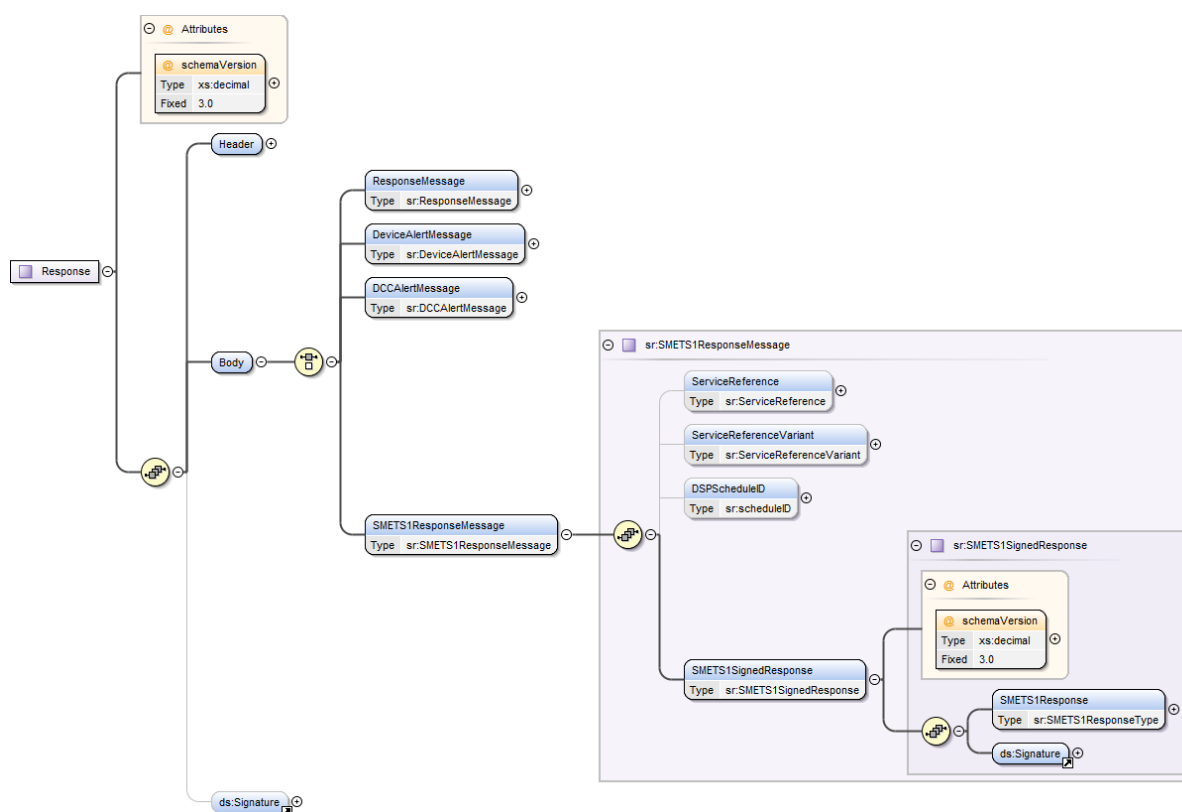 @ Attributes
@ schemaVersion
Type xs:decimal
Fixed 3.0
Header
ResponseMessage
Type sr:ResponseMessage
DeviceAlertMessage
Type sr:DeviceAlertMessage
Response
DCCAlertMessage
Type sr:DCCAlertMessage
Body
sr:SMETS1ResponseMessage
ServiceReference
Type sr:ServiceReference
ServiceReferenceVariant
Type sr:ServiceReferenceVariant
DSPScheduleID
Type sr:scheduleID
SMETS1ResponseMessage
Type sr:SMETS1ResponseMessage
sr:SMETS1SignedResponse
@ Attributes
@ schemaVersion
Type xs:decimal
Fixed 3.0
SMETS1SignedResponse
Type sr:SMETS1SignedResponse
SMETS1Response
Type sr:SMETS1ResponseType
ds:Signature
ds:Signature